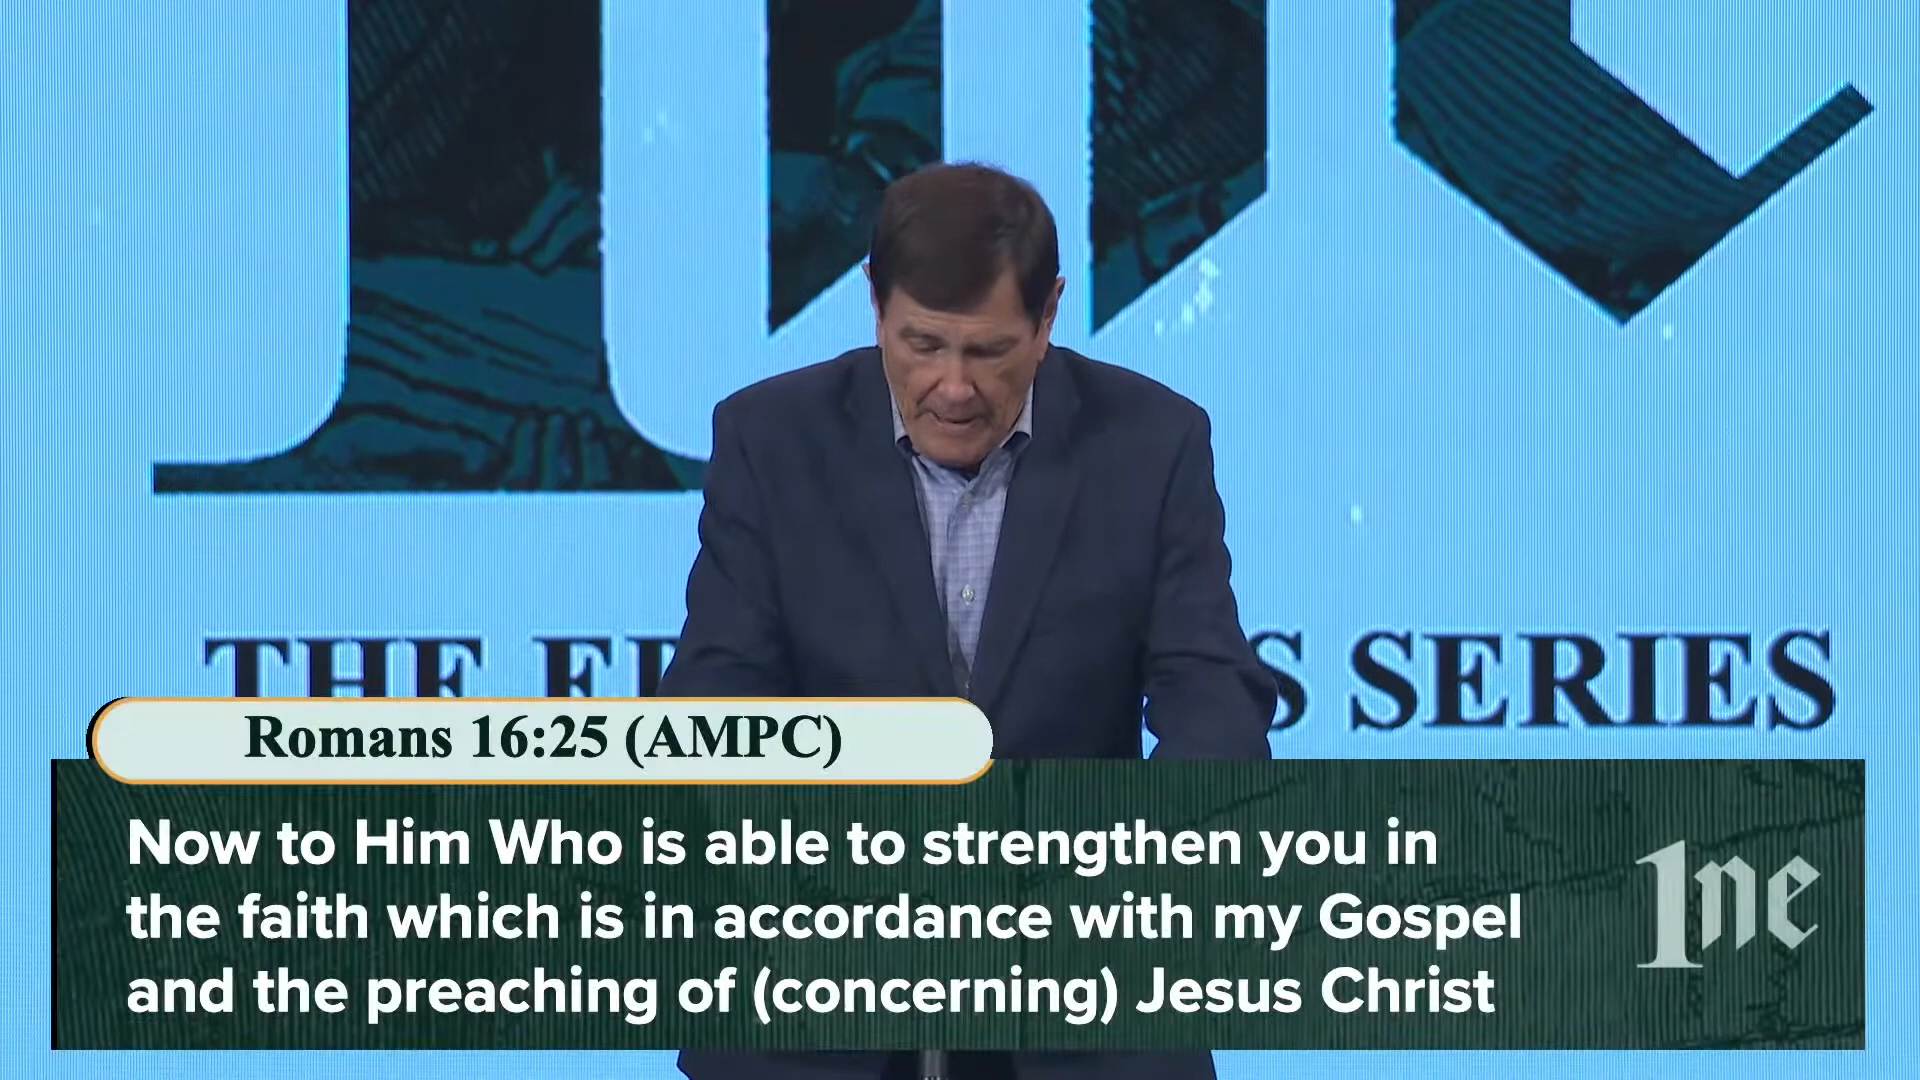 THE
S SERIES
Romans 16:25 (AMPC)
Now to Him Who is able to strengthen you in
the faith which is in accordance with my Gospel
and the preaching of (concerning) Jesus Christ
1ne